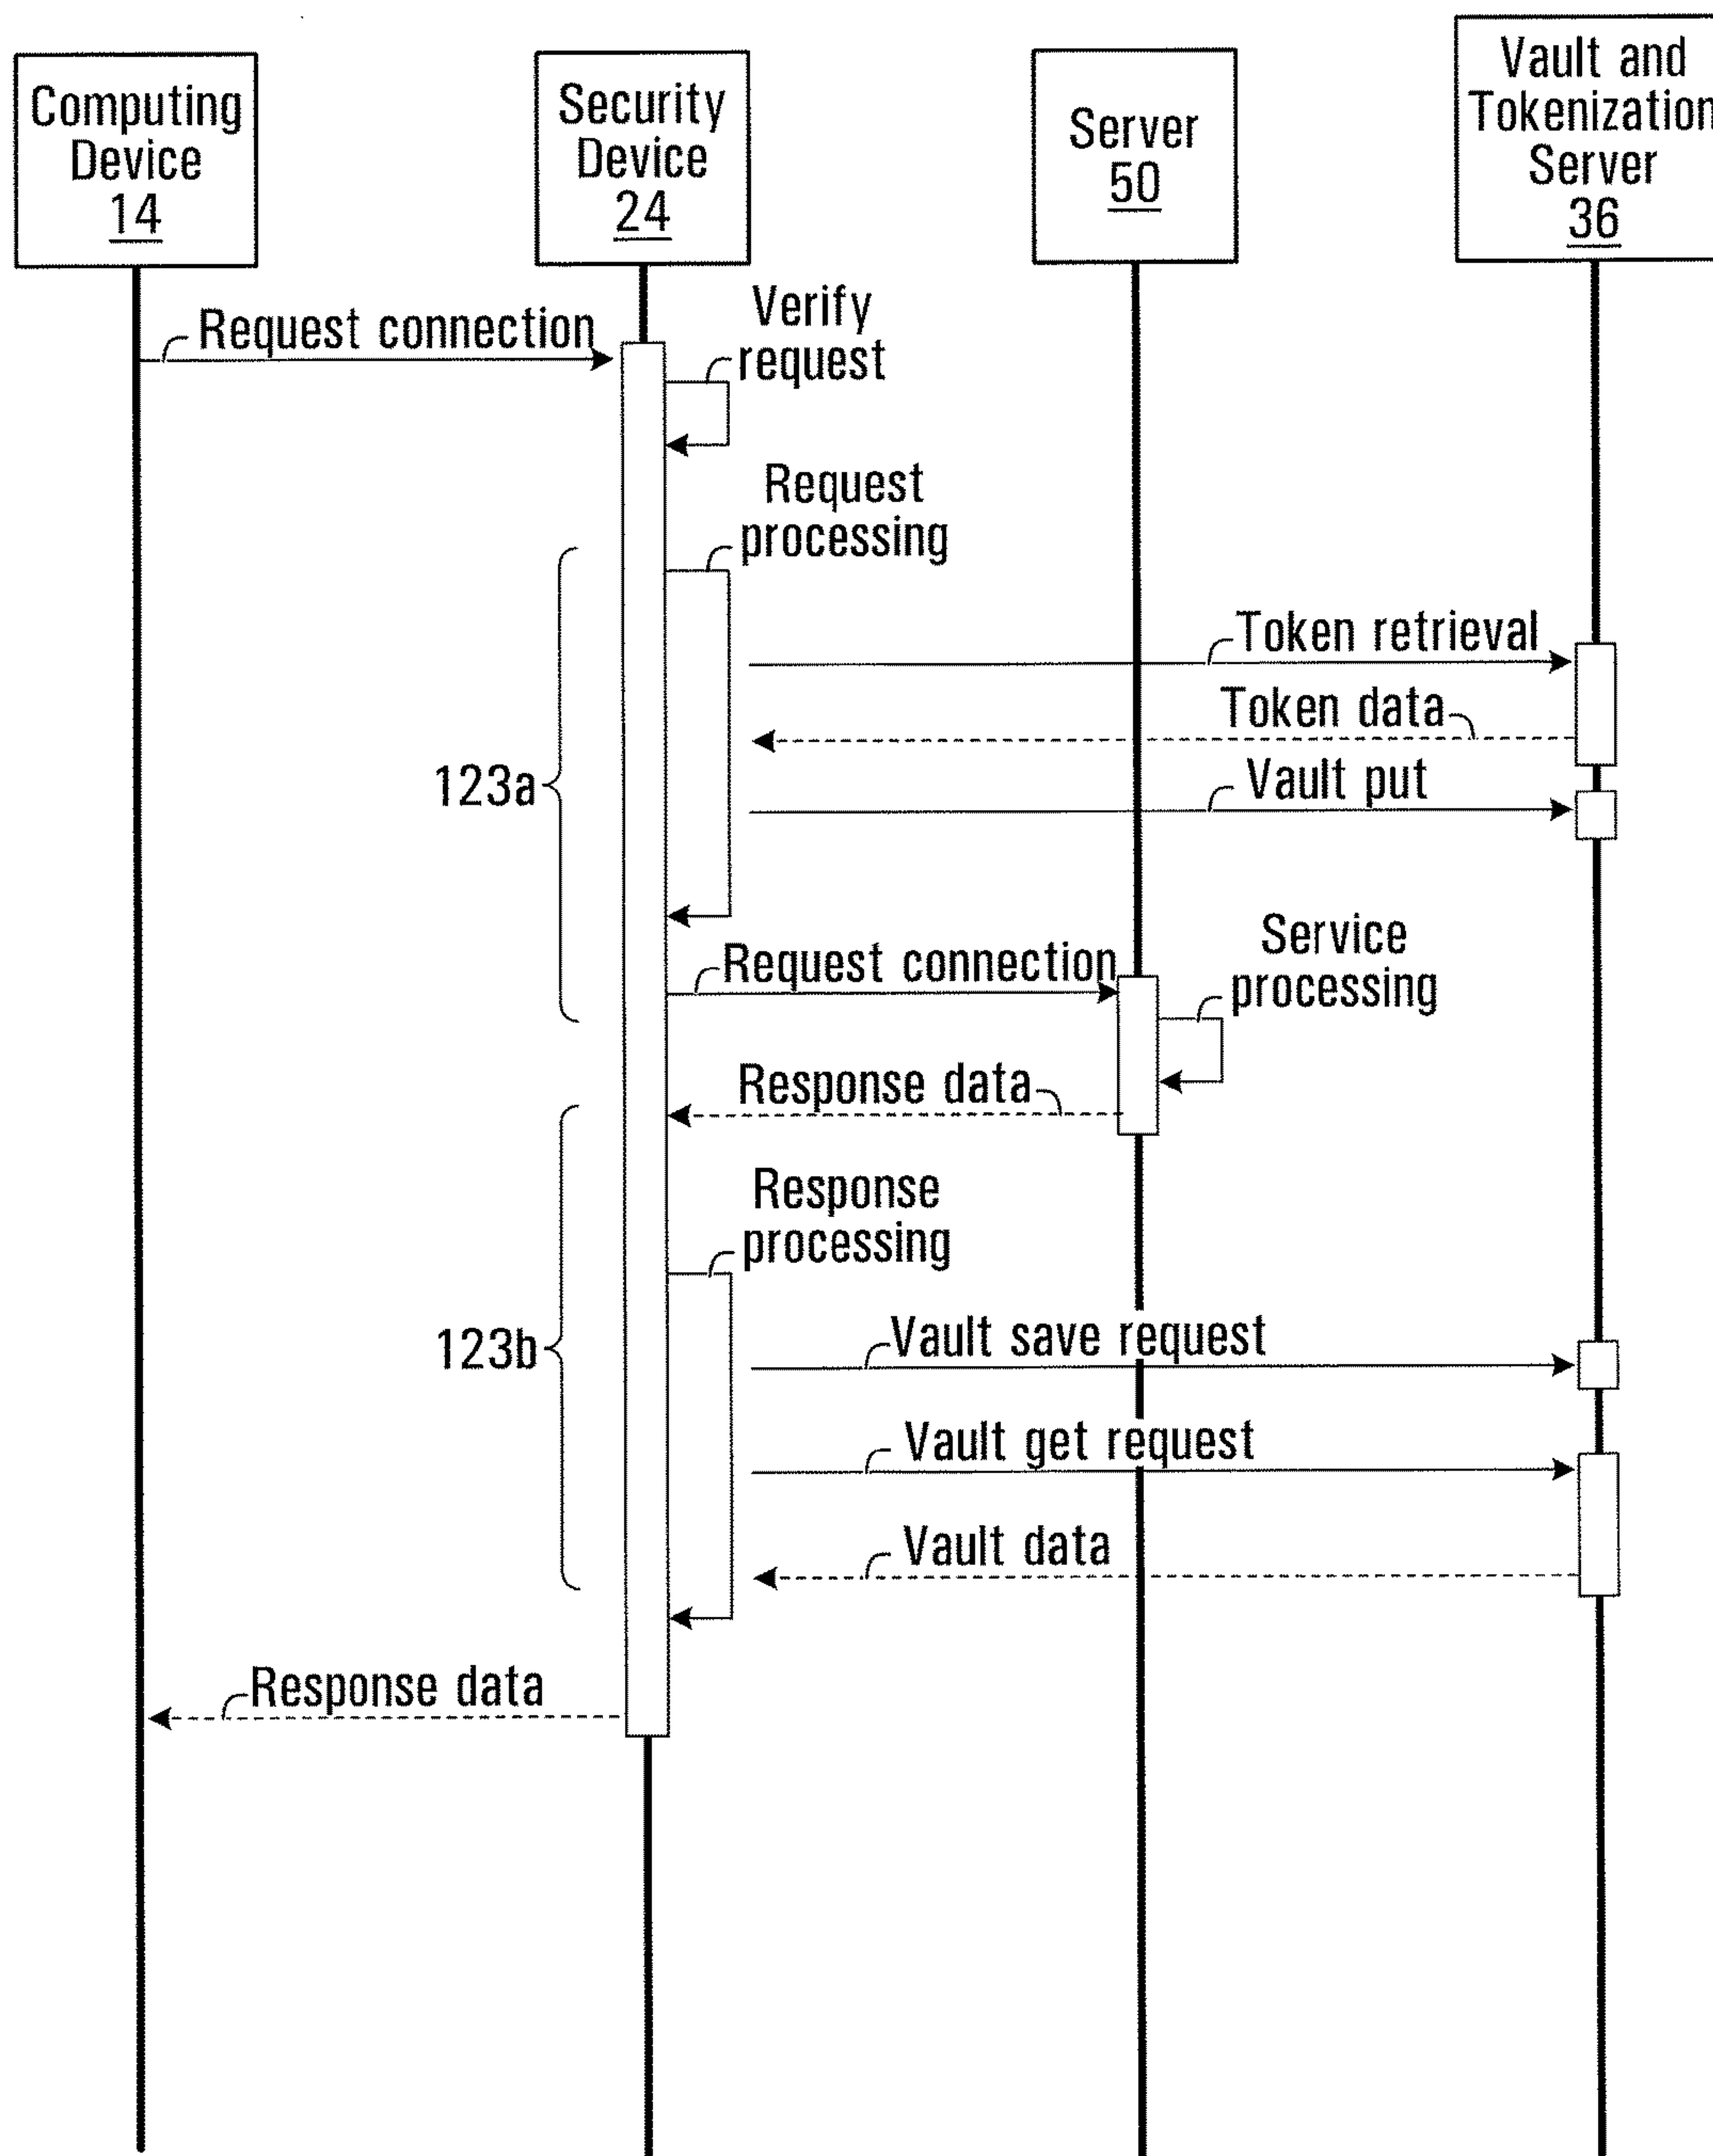 Computing
Device
14
Security
Device
24
Server
50
Vault and
Tokenization
Server
36
Request connection
Verify
request
Request
processing
Token retrieval
Token data
123a
Vault put
Request connection
Service
processing
Response data
Response
processing
123b
Vault save request
Vault get request
Vault data
Response data